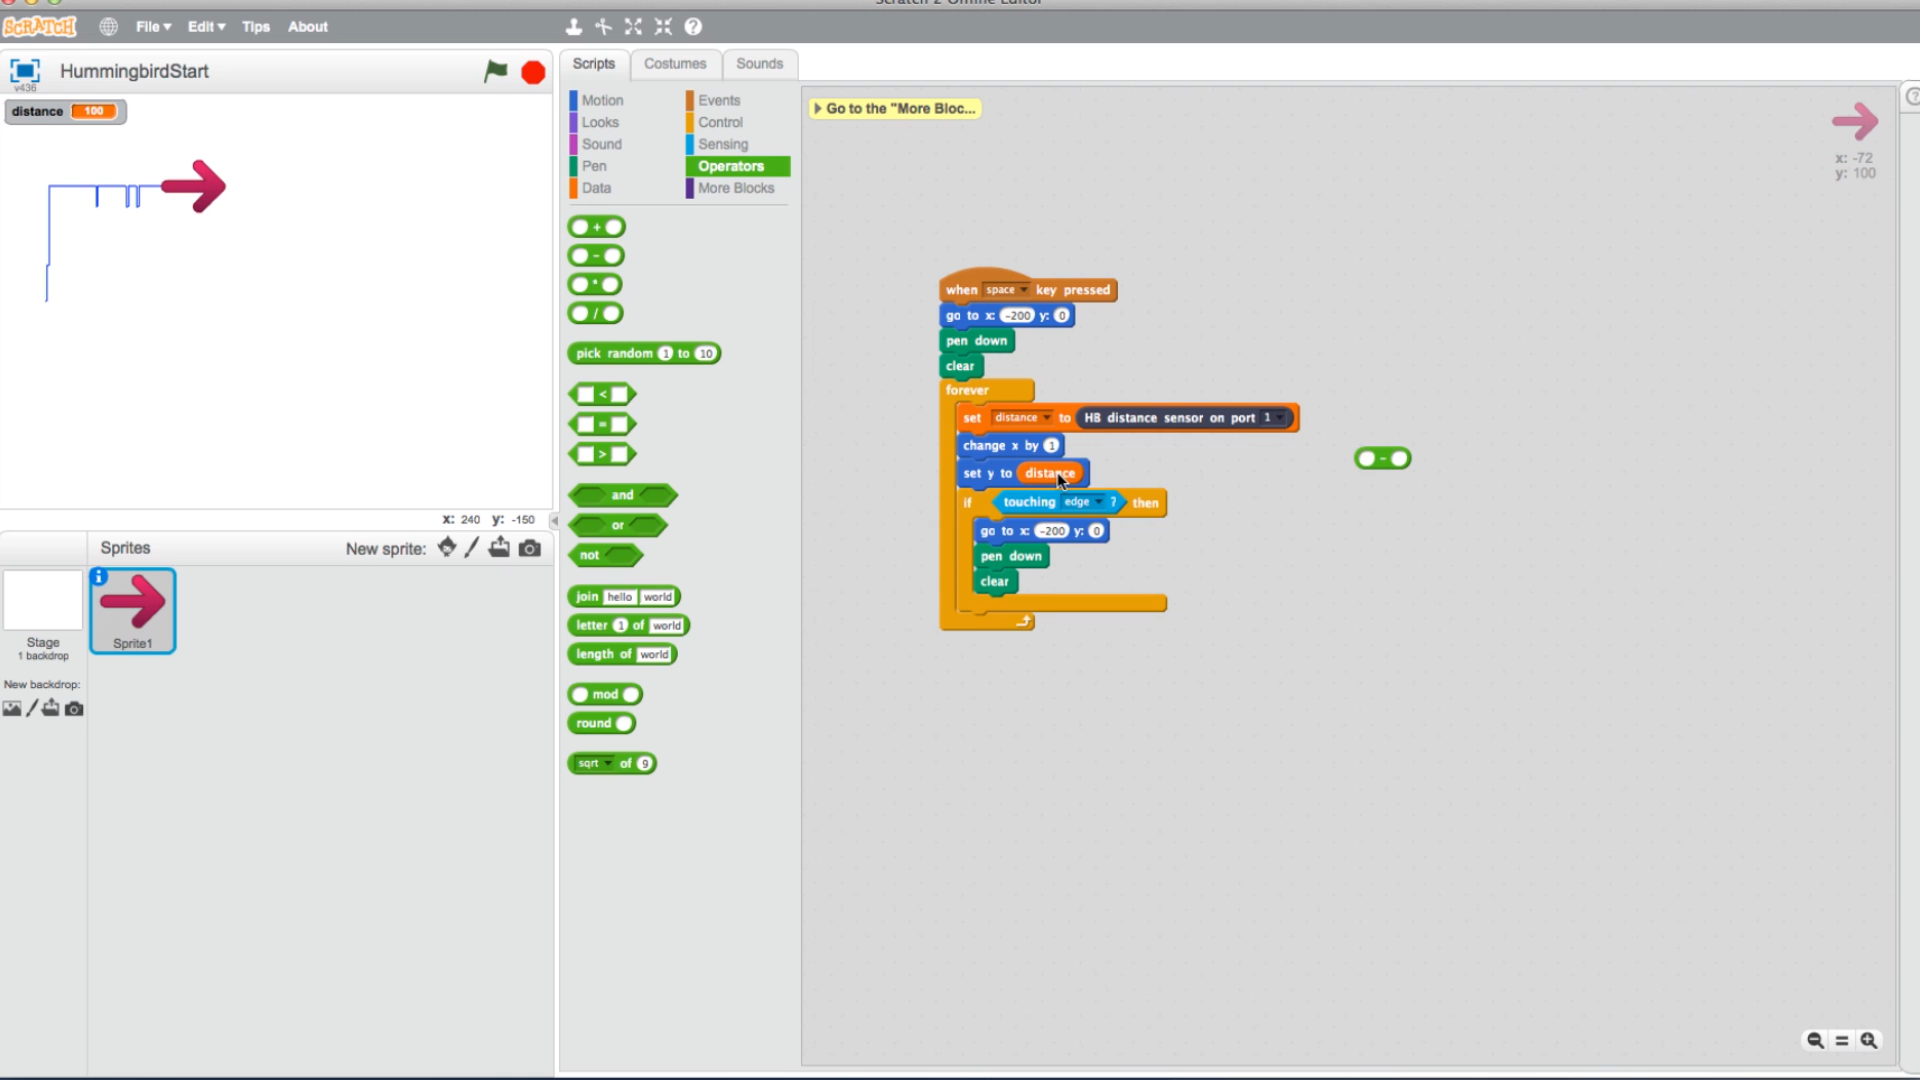 Scratch 2 Offline Editor
SCRATCH File Edit Tips About
v436 HummingbirdStart
Scripts Costumes Sounds
distance 100
Motion Events
Looks Control
Sound Sensing
Pen Operators
Data More Blocks
Go to the "More Bloc...
x: -72
y: 100
+
-
*
/
pick random 1 to 10
<
=
>
and
or
not
join hello world
letter 1 of world
length of world
mod
round
sqrt of 9
when space key pressed
go to x: -200 y: 0
pen down
clear
forever
set distance to HB distance sensor on port 1
change x by 1
set y to distance
if touching edge ? then
go to x: -200 y: 0
pen down
clear
-
x: 240 y: -150
Sprites New sprite:
Stage
1 backdrop
Sprite1
New backdrop: